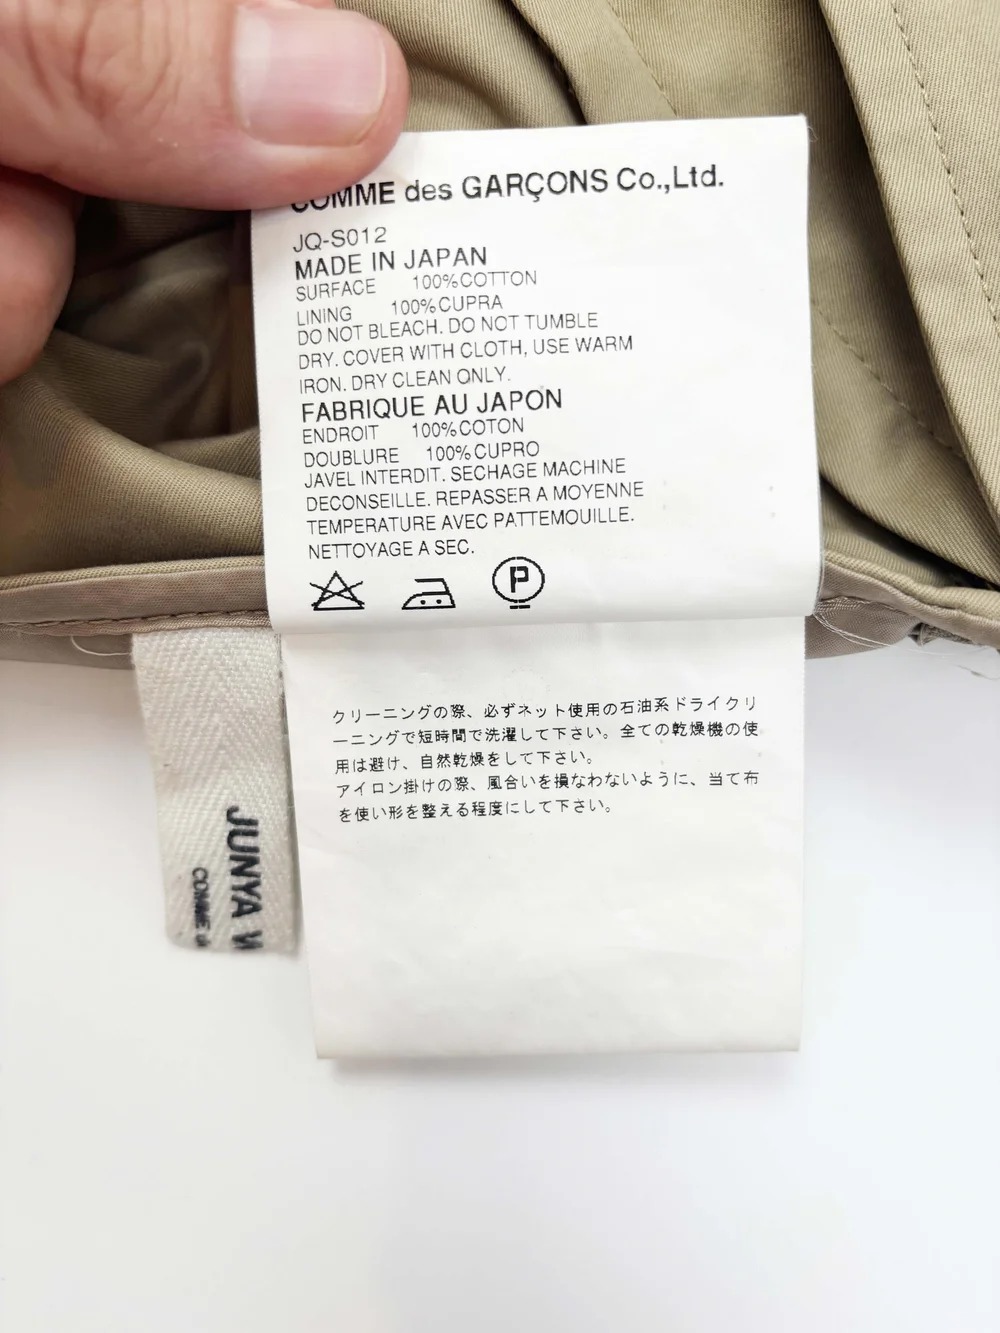 COMME des GARÇONS Co.,Ltd.
JQ-S012
MADE IN JAPAN
SURFACE 100%COTTON
LINING 100%CUPRA
DO NOT BLEACH. DO NOT TUMBLE
DRY. COVER WITH CLOTH, USE WARM
IRON. DRY CLEAN ONLY.
FABRIQUE AU JAPON
ENDROIT 100%COTON
DOUBLURE 100%CUPRO
JAVEL INTERDIT. SECHAGE MACHINE
DECONSEILLE. REPASSER A MOYENNE
TEMPERATURE AVEC PATTEMOUILLE.
NETTOYAGE A SEC.
P
クリーニングの際、必ずネット使用の石油系ドライクリ
ーニングで短時間で洗濯して下さい。全ての乾燥機の使
用は避け、自然乾燥をして下さい。
アイロン掛けの際、風合いを損なわないように、当て布
を使い形を整える程度にして下さい。
JUNYA
COMME